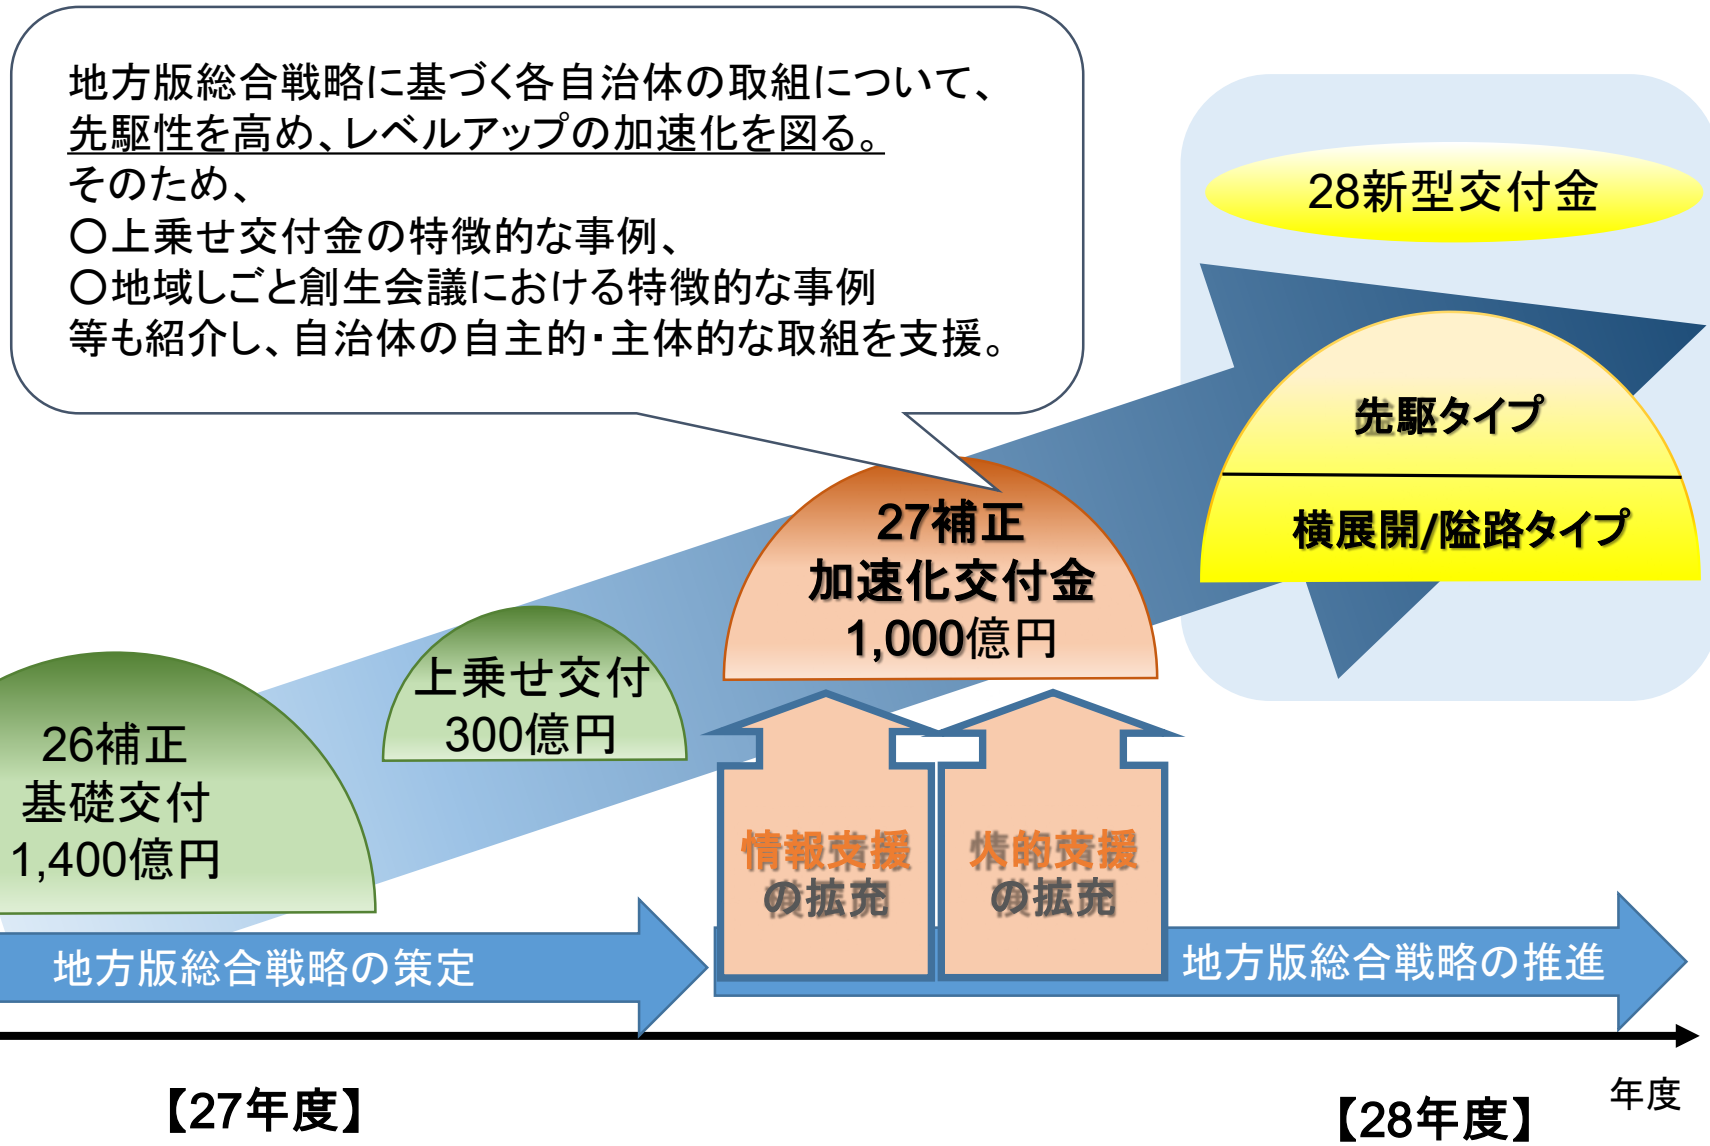 地方版総合戦略に基づく各自治体の取組について、
先駆性を高め、レベルアップの加速化を図る。
そのため、
○上乗せ交付金の特徴的な事例、
○地域しごと創生会議における特徴的な事例
等も紹介し、自治体の自主的・主体的な取組を支援。
28新型交付金
先駆タイプ
横展開/隘路タイプ
27補正
加速化交付金
1,000億円
上乗せ交付
300億円
26補正
基礎交付
1,400億円
情報支援
の拡充
人的支援
の拡充
地方版総合戦略の策定
地方版総合戦略の推進
年度
【27年度】
【28年度】